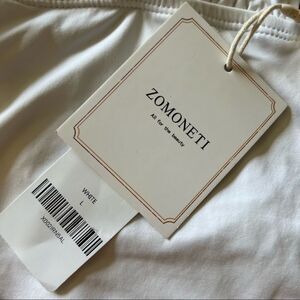 ZOMONETI
All for the beauty
WHITE
L